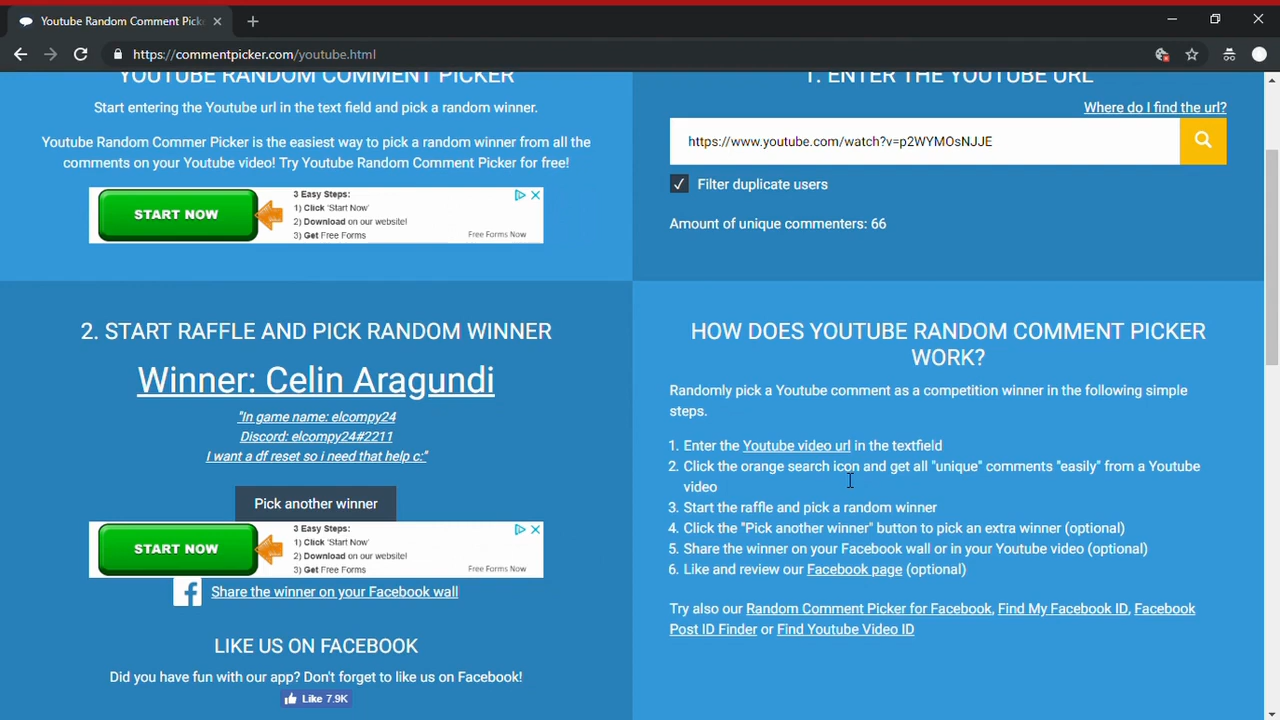 Youtube Random Comment Pick
https://commentpicker.com/youtube.html
YOUTUBE RANDOM COMMENT PICKER
Start entering the Youtube url in the text field and pick a random winner.
Youtube Random Commer Picker is the easiest way to pick a random winner from all the
comments on your Youtube video! Try Youtube Random Comment Picker for free!
START NOW
3 Easy Steps:
1) Click 'Start Now'
2) Download on our website!
3) Get Free Forms
Free Forms Now
1. ENTER THE YOUTUBE URL
Where do I find the url?
https://www.youtube.com/watch?v=p2WYMOsNJJE
Filter duplicate users
Amount of unique commenters: 66
2. START RAFFLE AND PICK RANDOM WINNER
Winner: Celin Aragundi
"In game name: elcompy24
Discord: elcompy24#2211
I want a df reset so i need that help c:"
Pick another winner
START NOW
3 Easy Steps:
1) Click 'Start Now'
2) Download on our website!
3) Get Free Forms
Free Forms Now
Share the winner on your Facebook wall
LIKE US ON FACEBOOK
Did you have fun with our app? Don't forget to like us on Facebook!
Like 7.9K
HOW DOES YOUTUBE RANDOM COMMENT PICKER
WORK?
Randomly pick a Youtube comment as a competition winner in the following simple
steps.
1. Enter the Youtube video url in the textfield
2. Click the orange search icon and get all "unique" comments "easily" from a Youtube
video
3. Start the raffle and pick a random winner
4. Click the "Pick another winner" button to pick an extra winner (optional)
5. Share the winner on your Facebook wall or in your Youtube video (optional)
6. Like and review our Facebook page (optional)
Try also our Random Comment Picker for Facebook, Find My Facebook ID, Facebook
Post ID Finder or Find Youtube Video ID